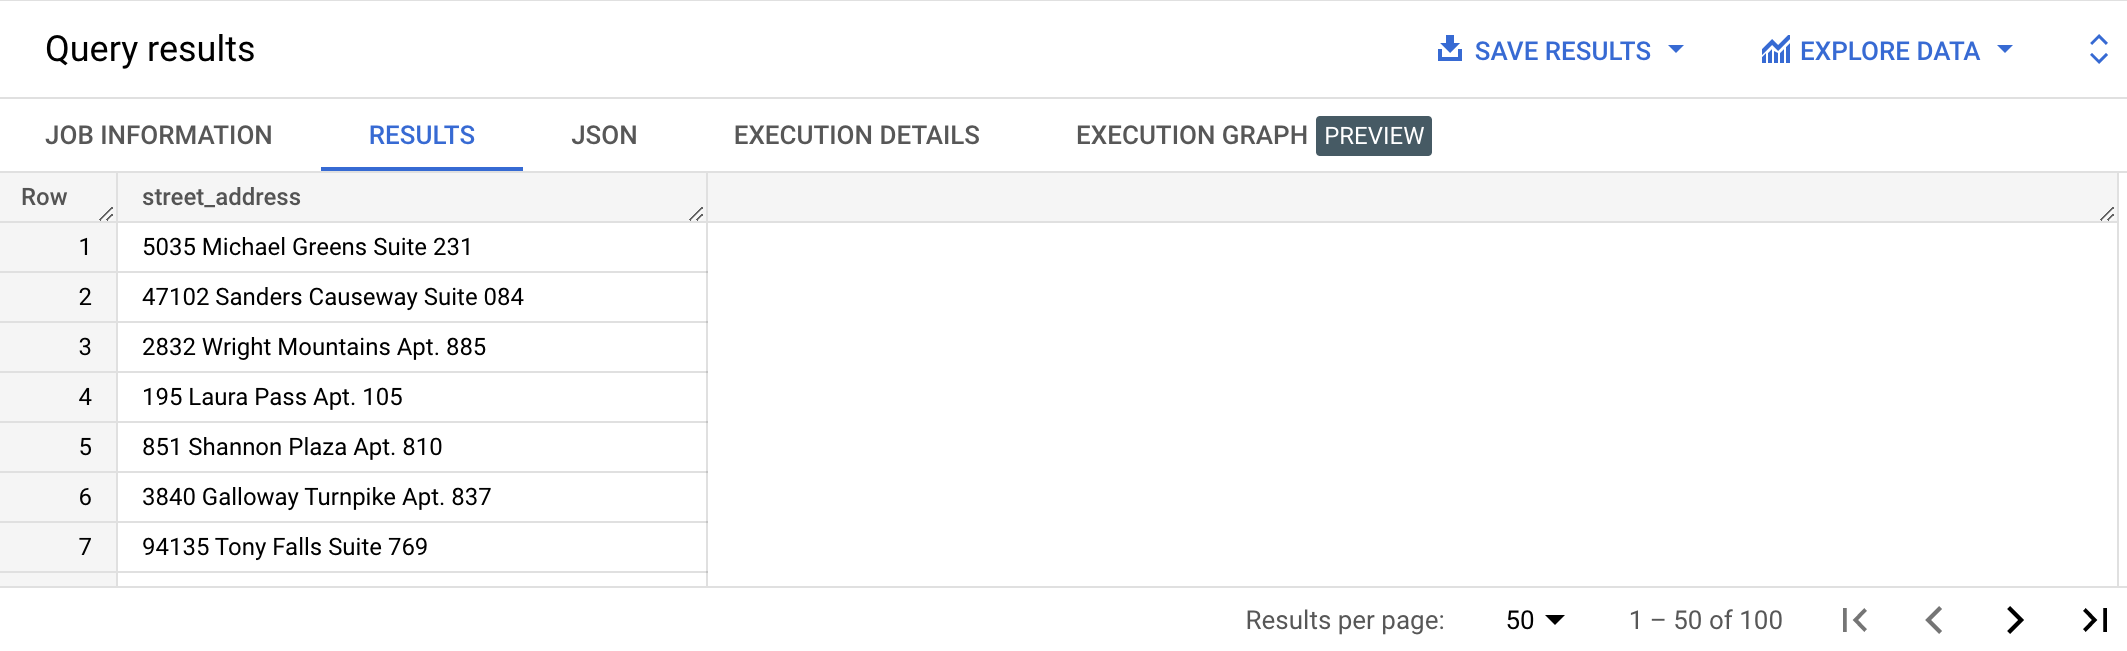 Query results SAVE RESULTS EXPLORE DATA
JOB INFORMATION RESULTS JSON EXECUTION DETAILS EXECUTION GRAPH PREVIEW
Row street_address
1 5035 Michael Greens Suite 231
2 47102 Sanders Causeway Suite 084
3 2832 Wright Mountains Apt. 885
4 195 Laura Pass Apt. 105
5 851 Shannon Plaza Apt. 810
6 3840 Galloway Turnpike Apt. 837
7 94135 Tony Falls Suite 769
Results per page: 50 1 – 50 of 100